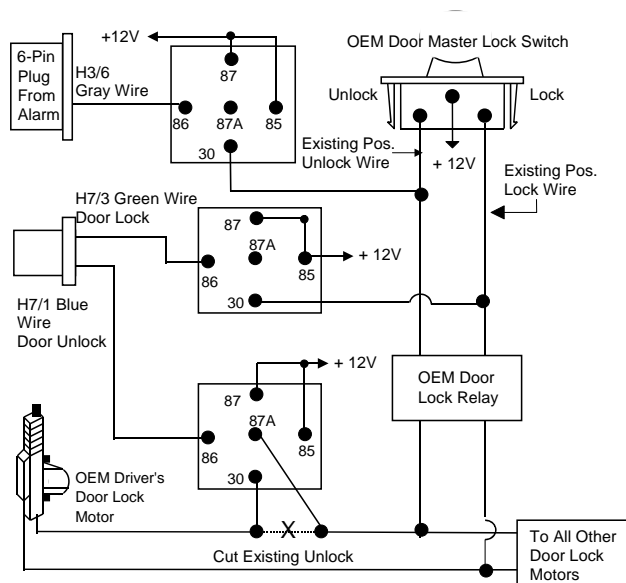 +12V
OEM Door Master Lock Switch
6-Pin
Plug
From
Alarm
H3/6
Gray Wire
87
86
87A
85
30
Unlock
Lock
Existing Pos.
Unlock Wire
+ 12V
Existing Pos.
Lock Wire
H7/3 Green Wire
Door Lock
87
87A
86
85
+ 12V
30
H7/1 Blue
Wire
Door Unlock
+ 12V
87
87A
86
85
30
OEM Door
Lock Relay
OEM Driver's
Door Lock
Motor
X
Cut Existing Unlock
To All Other
Door Lock
Motors